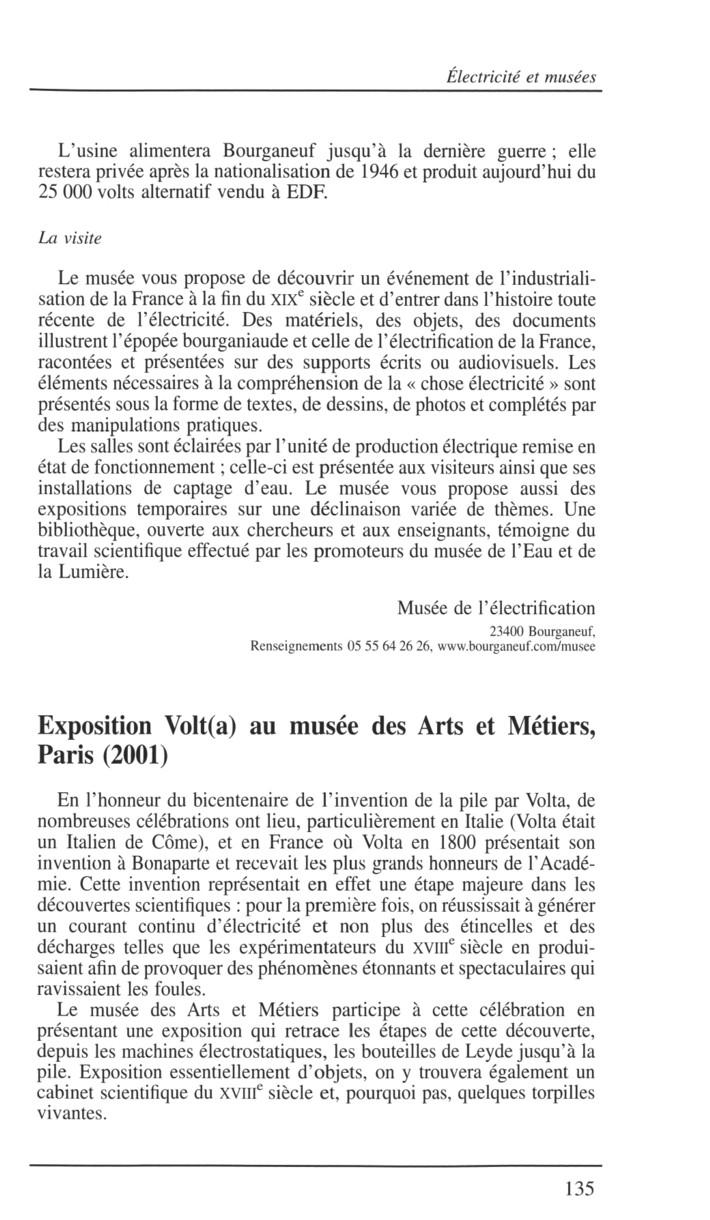 Électricité et musées
L'usine alimentera Bourganeuf jusqu'à la dernière guerre ; elle
restera privée après la nationalisation de 1946 et produit aujourd'hui du
25 000 volts alternatif vendu à EDF.
La visite
Le musée vous propose de découvrir un événement de l'industriali-
sation de la France à la fin du XIXe siècle et d'entrer dans l'histoire toute
récente de l'électricité. Des matériels, des objets, des documents
illustrent l'épopée bourganiaude et celle de l'électrification de la France,
racontées et présentées sur des supports écrits ou audiovisuels. Les
éléments nécessaires à la compréhension de la « chose électricité » sont
présentés sous la forme de textes, de dessins, de photos et complétés par
des manipulations pratiques.
Les salles sont éclairées par l'unité de production électrique remise en
état de fonctionnement ; celle-ci est présentée aux visiteurs ainsi que ses
installations de captage d'eau. Le musée vous propose aussi des
expositions temporaires sur une déclinaison variée de thèmes. Une
bibliothèque, ouverte aux chercheurs et aux enseignants, témoigne du
travail scientifique effectué par les promoteurs du musée de l'Eau et de
la Lumière.
Musée de l'électrification
23400 Bourganeuf,
Renseignements 05 55 64 26 26, www.bourganeuf.com/musee
Exposition Volt(a) au musée des Arts et Métiers,
Paris (2001)
En l'honneur du bicentenaire de l'invention de la pile par Volta, de
nombreuses célébrations ont lieu, particulièrement en Italie (Volta était
un Italien de Côme), et en France où Volta en 1800 présentait son
invention à Bonaparte et recevait les plus grands honneurs de l'Acadé-
mie. Cette invention représentait en effet une étape majeure dans les
découvertes scientifiques : pour la première fois, on réussissait à générer
un courant continu d'électricité et non plus des étincelles et des
décharges telles que les expérimentateurs du XVIIIe siècle en produi-
saient afin de provoquer des phénomènes étonnants et spectaculaires qui
ravissaient les foules.
Le musée des Arts et Métiers participe à cette célébration en
présentant une exposition qui retrace les étapes de cette découverte,
depuis les machines électrostatiques, les bouteilles de Leyde jusqu'à la
pile. Exposition essentiellement d'objets, on y trouvera également un
cabinet scientifique du XVIIIe siècle et, pourquoi pas, quelques torpilles
vivantes.
135